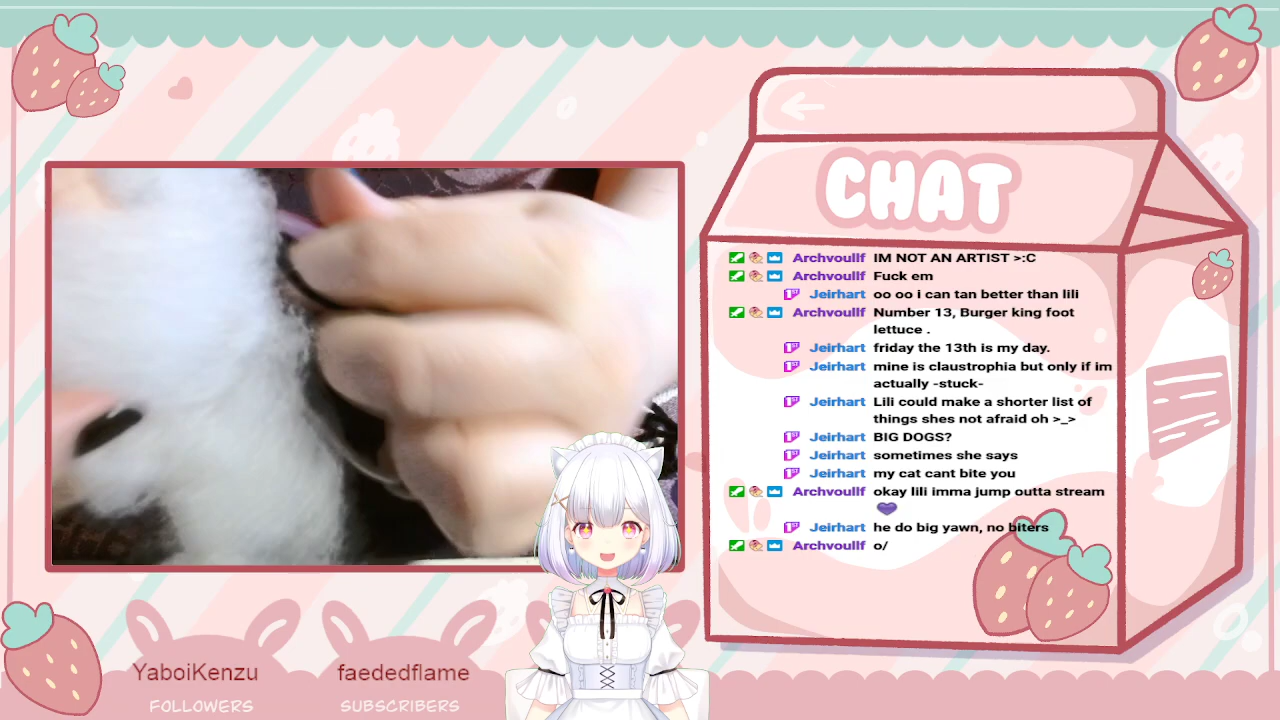 CHAT
Archvoullf IM NOT AN ARTIST >:C
Archvoullf Fuck em
Jeirhart oo oo i can tan better than lili
Archvoullf Number 13, Burger king foot
lettuce .
Jeirhart friday the 13th is my day.
Jeirhart mine is claustrophia but only if im
actually -stuck-
Jeirhart Lili could make a shorter list of
things shes not afraid oh >_>
Jeirhart BIG DOGS?
Jeirhart sometimes she says
Jeirhart my cat cant bite you
Archvoullf okay lili imma jump outta stream
Jeirhart he do big yawn, no biters
Archvoullf o/
YaboiKenzu
FOLLOWERS
faededflame
SUBSCRIBERS